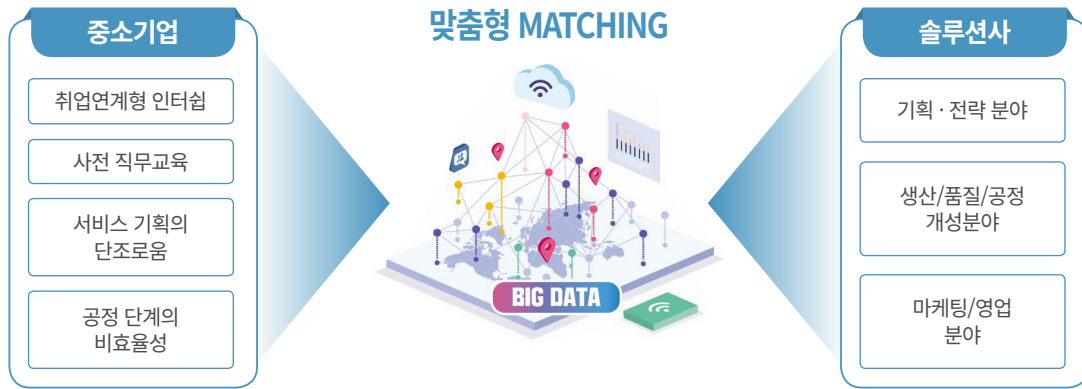 중소기업
취업연계형 인터쉽
사전 직무교육
서비스 기획의
단조로움
공정 단계의
비효율성
맞춤형 MATCHING
BIG DATA
솔루션사
기획 · 전략 분야
생산/품질/공정
개성분야
마케팅/영업
분야